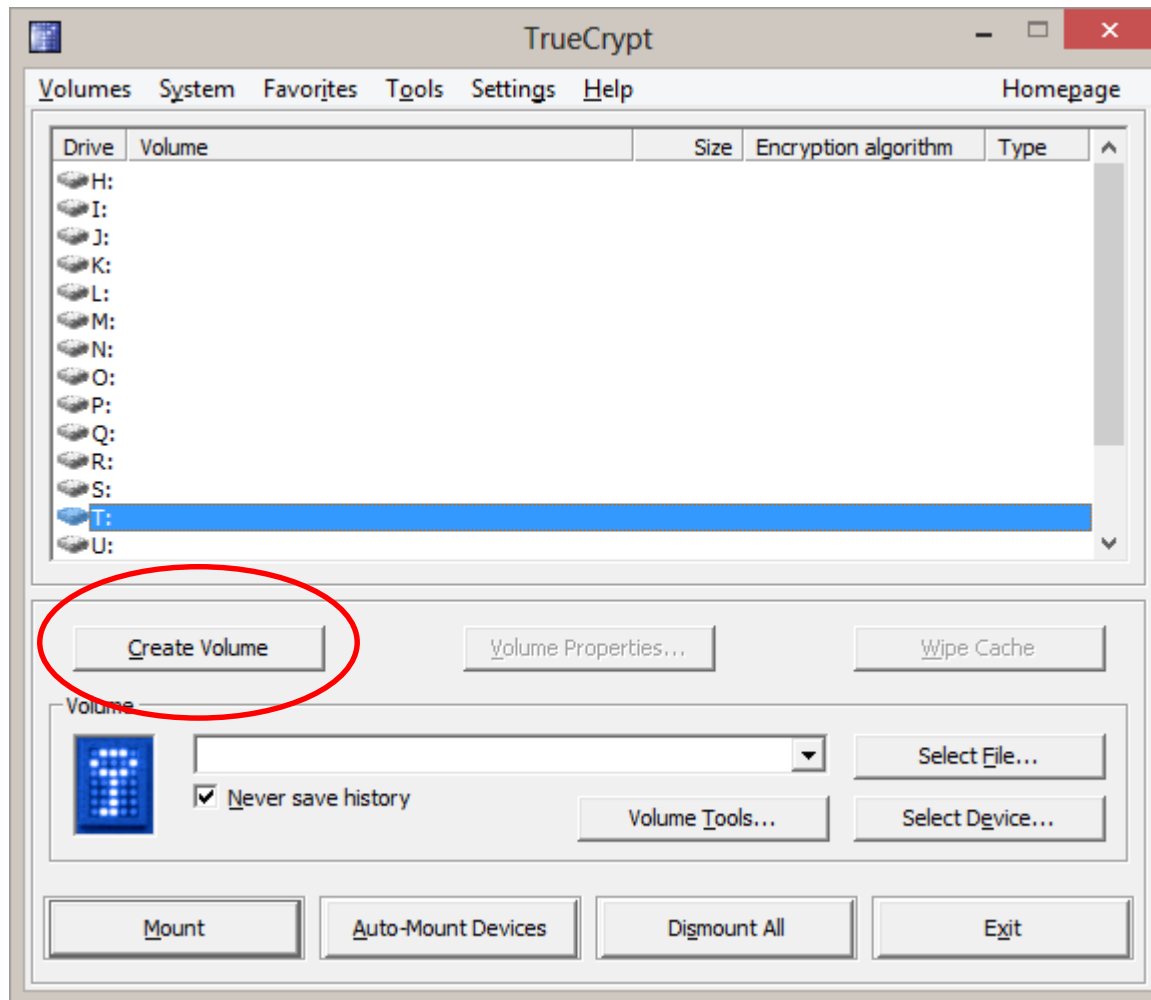 TrueCrypt
Volumes System Favorites Tools Settings Help Homepage
Drive Volume Size Encryption algorithm Type
H:
I:
J:
K:
L:
M:
N:
O:
P:
Q:
R:
S:
T:
U:
Create Volume Volume Properties... Wipe Cache
Volume
Select File...
Never save history
Volume Tools... Select Device...
Mount Auto-Mount Devices Dismount All Exit